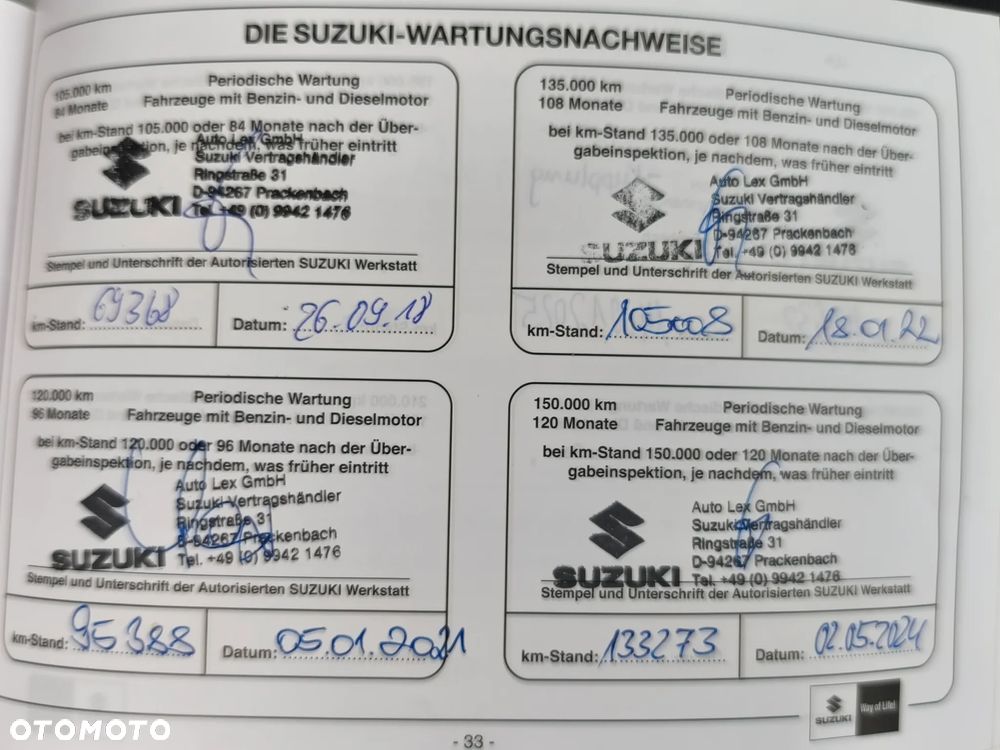 DIE SUZUKI-WARTUNGSNACHWEISE
105.000 km
84 Monate
Periodische Wartung
Fahrzeuge mit Benzin- und Dieselmotor
bei km-Stand 105.000 oder 84 Monate nach der Über-
gabeinspektion, je nachdem, was früher eintritt
Auto Lex GmbH
Suzuki Vertragshändler
Ringstraße 31
D-94267 Prackenbach
SUZUKI Tel. +49 (0) 9942 1476
Stempel und Unterschrift der Autorisierten SUZUKI Werkstatt
km-Stand: 69368
Datum: 26.09.18
135.000 km
108 Monate
Periodische Wartung
Fahrzeuge mit Benzin- und Dieselmotor
bei km-Stand 135.000 oder 108 Monate nach der Über-
gabeinspektion, je nachdem, was früher eintritt
Auto Lex GmbH
Suzuki Vertragshändler
Ringstraße 31
D-94267 Prackenbach
SUZUKI Tel. +49 (0) 9942 1476
Stempel und Unterschrift der Autorisierten SUZUKI Werkstatt
km-Stand: 105008
Datum: 18.01.22
120.000 km
96 Monate
Periodische Wartung
Fahrzeuge mit Benzin- und Dieselmotor
bei km-Stand 120.000 oder 96 Monate nach der Über-
gabeinspektion, je nachdem, was früher eintritt
Auto Lex GmbH
Suzuki Vertragshändler
Ringstraße 31
D-94267 Prackenbach
SUZUKI Tel. +49 (0) 9942 1476
Stempel und Unterschrift der Autorisierten SUZUKI Werkstatt
km-Stand: 95388
Datum: 05.01.2021
150.000 km
120 Monate
Periodische Wartung
Fahrzeuge mit Benzin- und Dieselmotor
bei km-Stand 150.000 oder 120 Monate nach der Über-
gabeinspektion, je nachdem, was früher eintritt
Auto Lex GmbH
Suzuki Vertragshändler
Ringstraße 31
D-94267 Prackenbach
SUZUKI Tel. +49 (0) 9942 1476
Stempel und Unterschrift der Autorisierten SUZUKI Werkstatt
km-Stand: 133273
Datum: 02.05.2024
SUZUKI Way of Life!
- 33 -
OTOMOTO